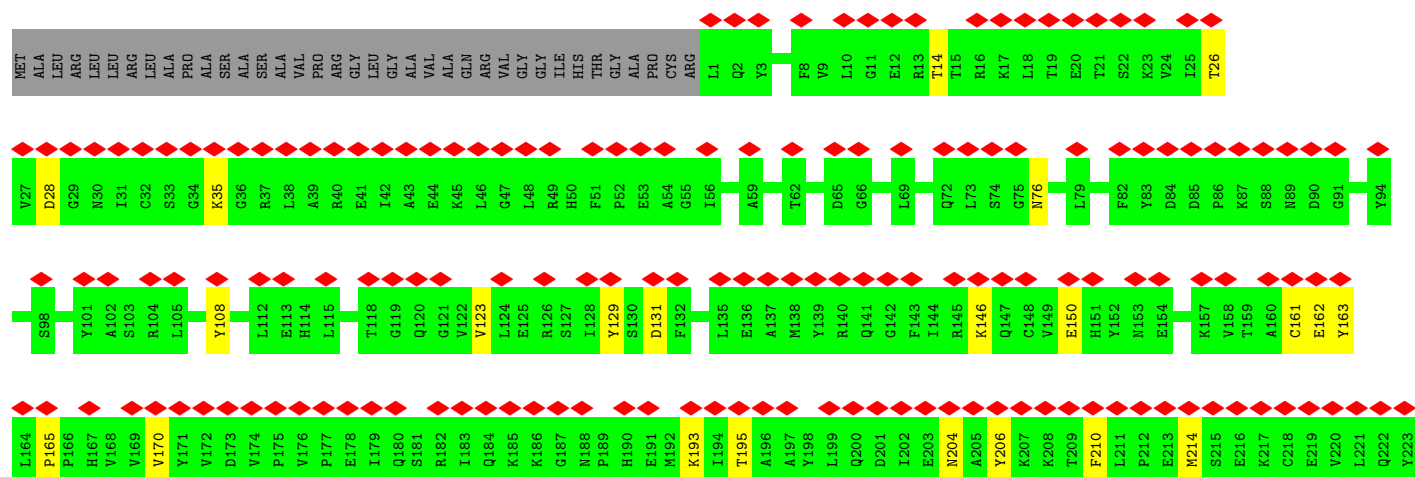 MET ALA LEU ARG LEU LEU ARG LEU ALA PRO ALA SER ALA SER ALA VAL PRO ARG GLY LEU GLY ALA VAL ALA GLN ARG VAL GLY GLY ILE HIS THR GLY ALA PRO CYS ARG L1 Q2 Y3 F8 V9 L10 G11 E12 R13 T14 T15 R16 K17 L18 T19 E20 T21 S22 K23 V24 I25 T26
V27 D28 G29 N30 I31 C32 S33 G34 K35 G36 R37 L38 A39 R40 E41 I42 A43 E44 K45 L46 G47 L48 R49 H50 F51 P52 E53 A54 G55 I56 A59 T62 D65 G66 L69 Q72 L73 S74 G75 N76 L79 F82 Y83 D84 D85 P86 K87 S88 N89 D90 G91 Y94
S98 Y101 A102 S103 R104 L105 Y108 L112 E113 H114 L115 T118 G119 Q120 G121 V122 V123 L124 E125 R126 S127 I128 Y129 S130 D131 F132 L135 E136 A137 M138 Y139 R140 Q141 G142 F143 I144 R145 K146 Q147 C148 V149 E150 H151 Y152 N153 E154 K157 V158 T159 A160 C161 E162 Y163
L164 P165 P166 H167 V168 V169 V170 Y171 V172 D173 V174 P175 V176 P177 E178 I179 Q180 S181 R182 I183 Q184 K185 K186 G187 N188 P189 H190 E191 M192 K193 I194 T195 A196 A197 Y198 L199 Q200 D201 I202 E203 N204 A205 Y206 K207 K208 T209 F210 L211 P212 E213 M214 S215 E216 K217 C218 E219 V220 L221 Q222 Y223